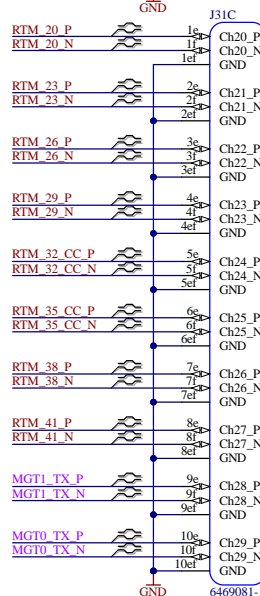 GND
J31C
RTM_20_P 1e Ch20_P
RTM_20_N 1f Ch20_N
1ef GND
RTM_23_P 2e Ch21_P
RTM_23_N 2f Ch21_N
2ef GND
RTM_26_P 3e Ch22_P
RTM_26_N 3f Ch22_N
3ef GND
RTM_29_P 4e Ch23_P
RTM_29_N 4f Ch23_N
4ef GND
RTM_32_CC_P 5e Ch24_P
RTM_32_CC_N 5f Ch24_N
5ef GND
RTM_35_CC_P 6e Ch25_P
RTM_35_CC_N 6f Ch25_N
6ef GND
RTM_38_P 7e Ch26_P
RTM_38_N 7f Ch26_N
7ef GND
RTM_41_P 8e Ch27_P
RTM_41_N 8f Ch27_N
8ef GND
MGT1_TX_P 9e Ch28_P
MGT1_TX_N 9f Ch28_N
9ef GND
MGT0_TX_P 10e Ch29_P
MGT0_TX_N 10f Ch29_N
10ef GND
GND 6469081-